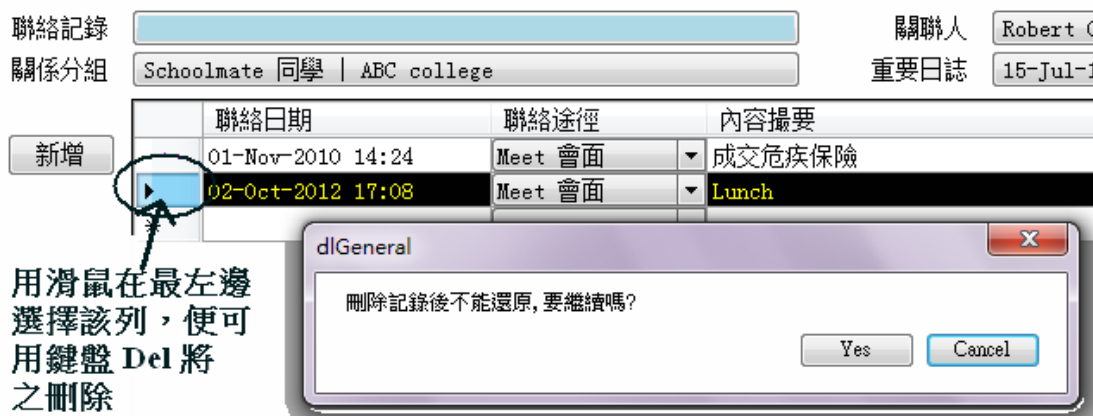 聯絡記錄 關聯人 Robert
關係分組 Schoolmate 同學 | ABC college 重要日誌 15-Jul-1
聯絡日期 聯絡途徑 內容撮要
新增 01-Nov-2010 14:24 Meet 會面 成交危疾保險
02-Oct-2012 17:08 Meet 會面 Lunch
dlGeneral
刪除記錄後不能還原,要繼續嗎?
Yes Cancel
用滑鼠在最左邊
選擇該列,便可
用鍵盤 Del 將
之刪除